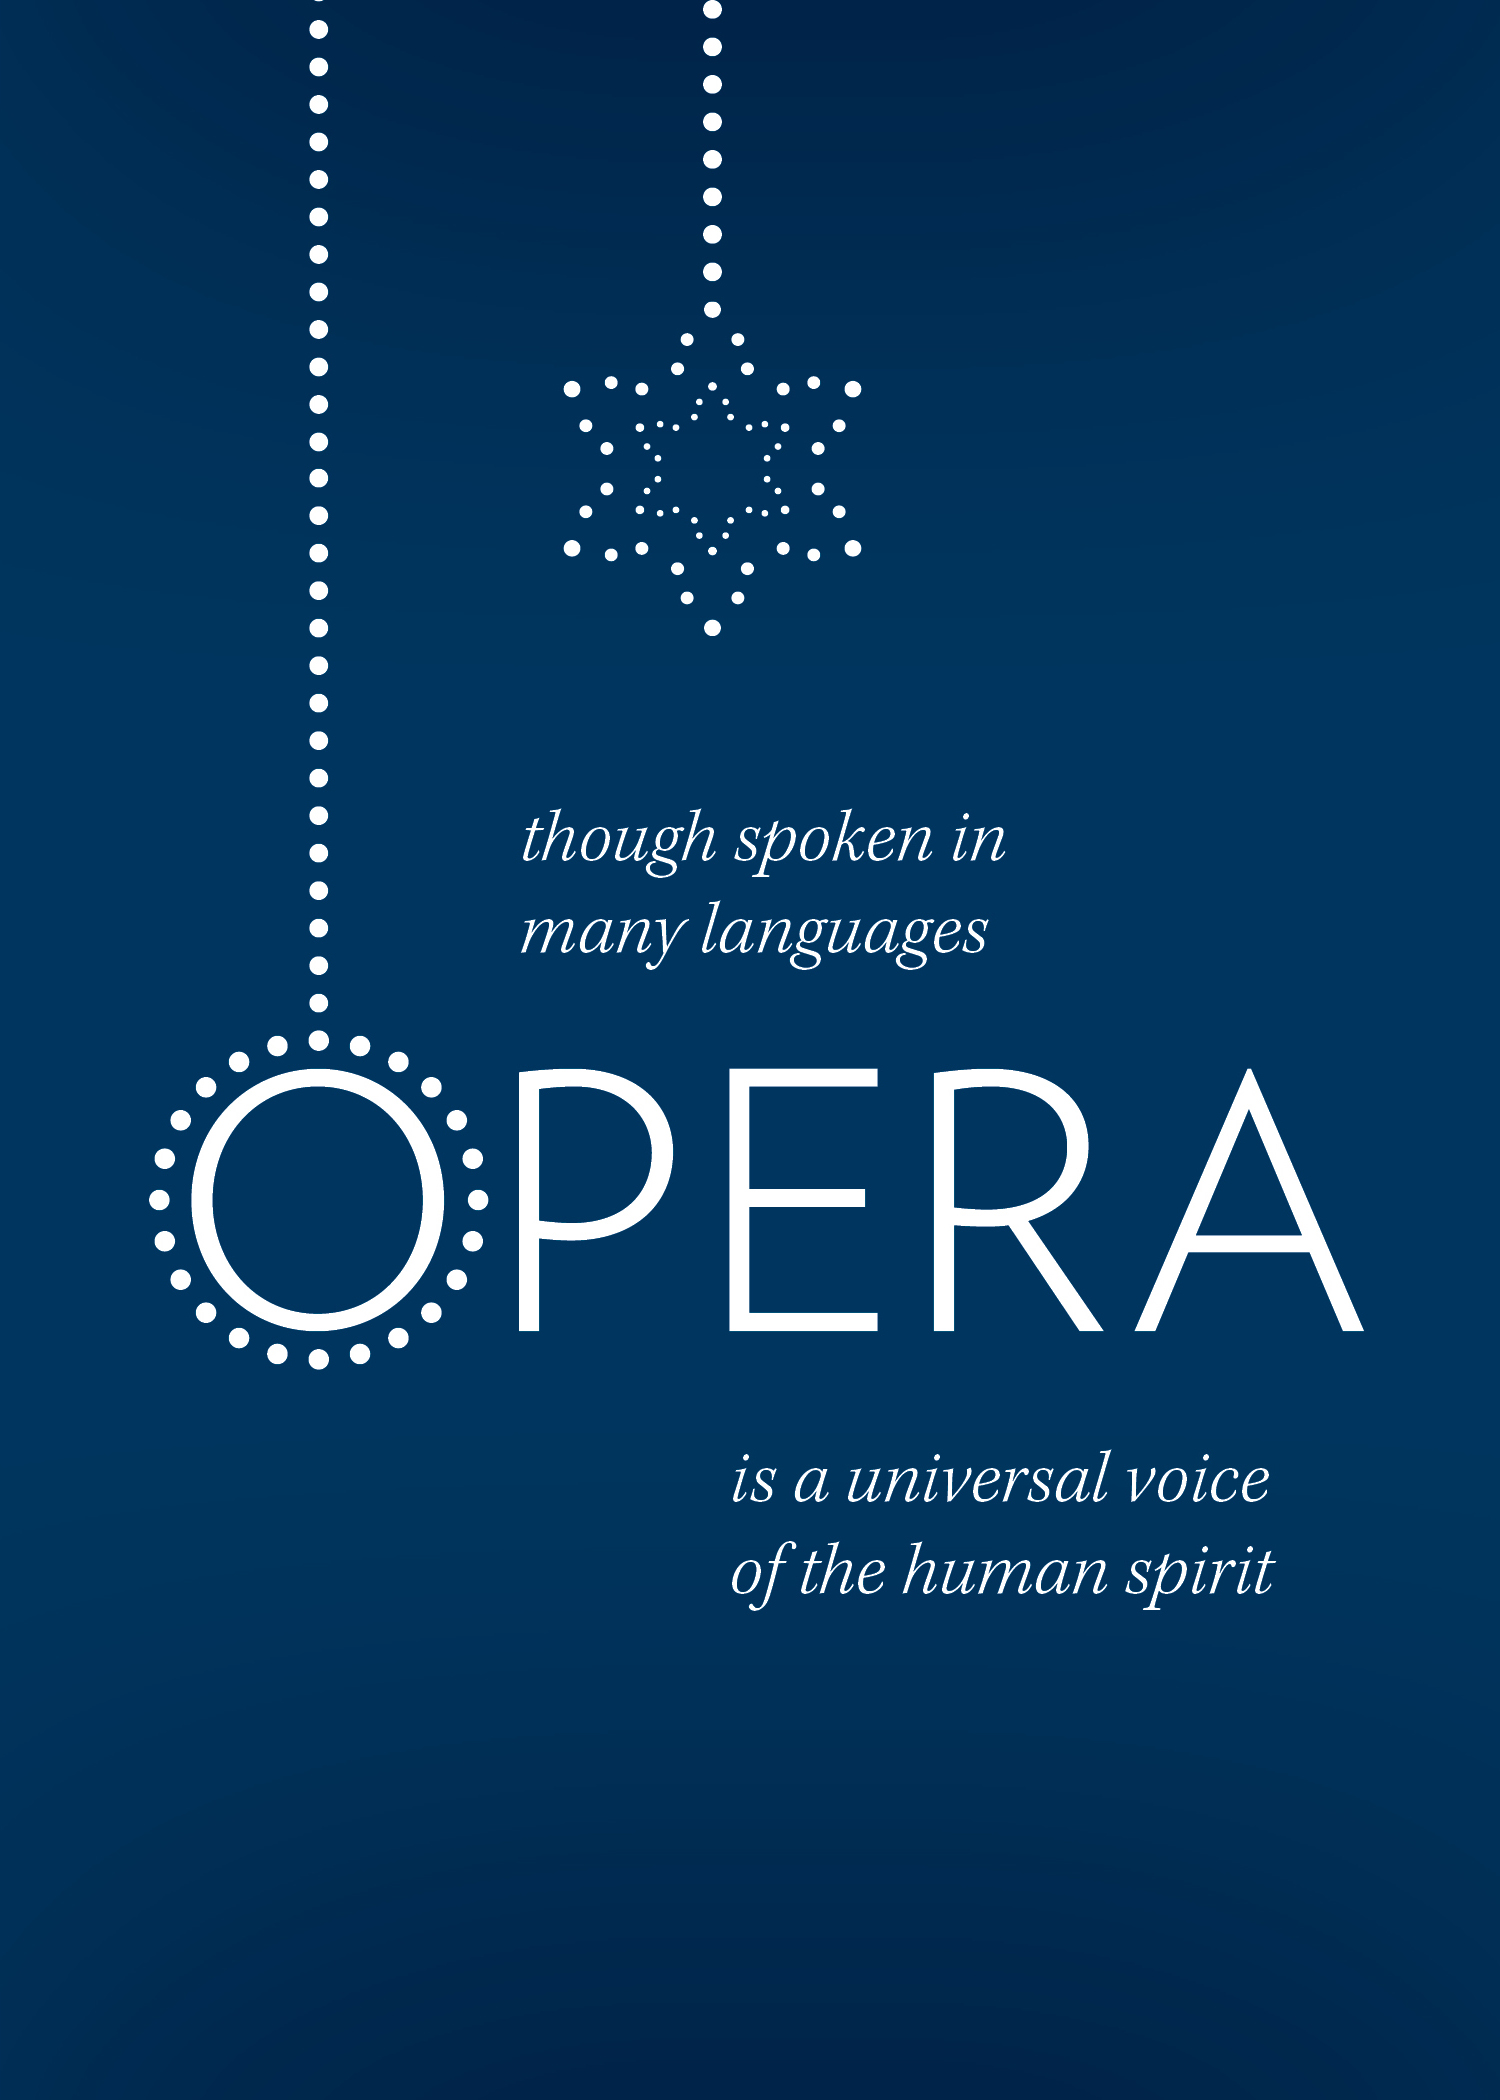 though spoken in
many languages
OPERA
is a universal voice
of the human spirit